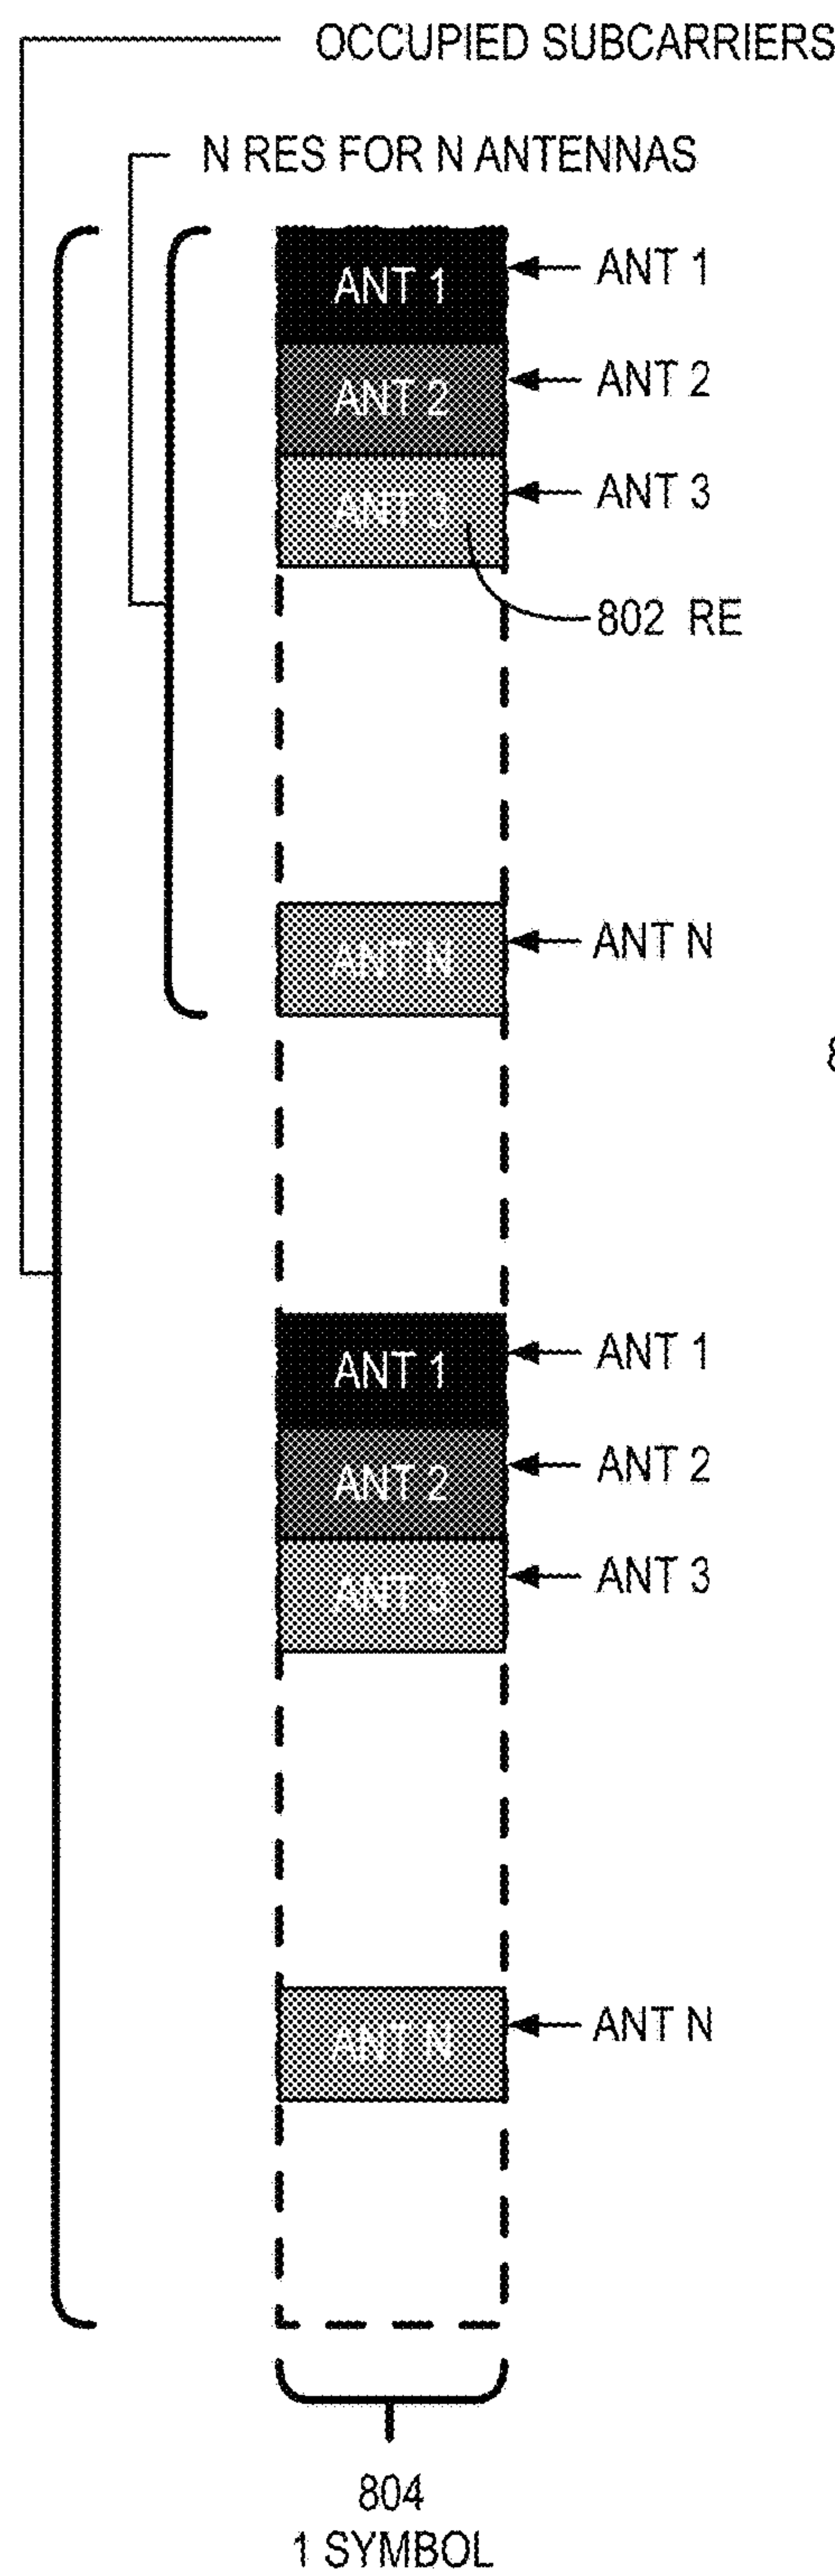 OCCUPIED SUBCARRIERS
N RES FOR N ANTENNAS
ANT 1 ANT 1
ANT 2 ANT 2
ANT 3 ANT 3
802 RE
ANT N ANT N
8
ANT 1 ANT 1
ANT 2 ANT 2
ANT 3 ANT 3
ANT N ANT N
804
1 SYMBOL